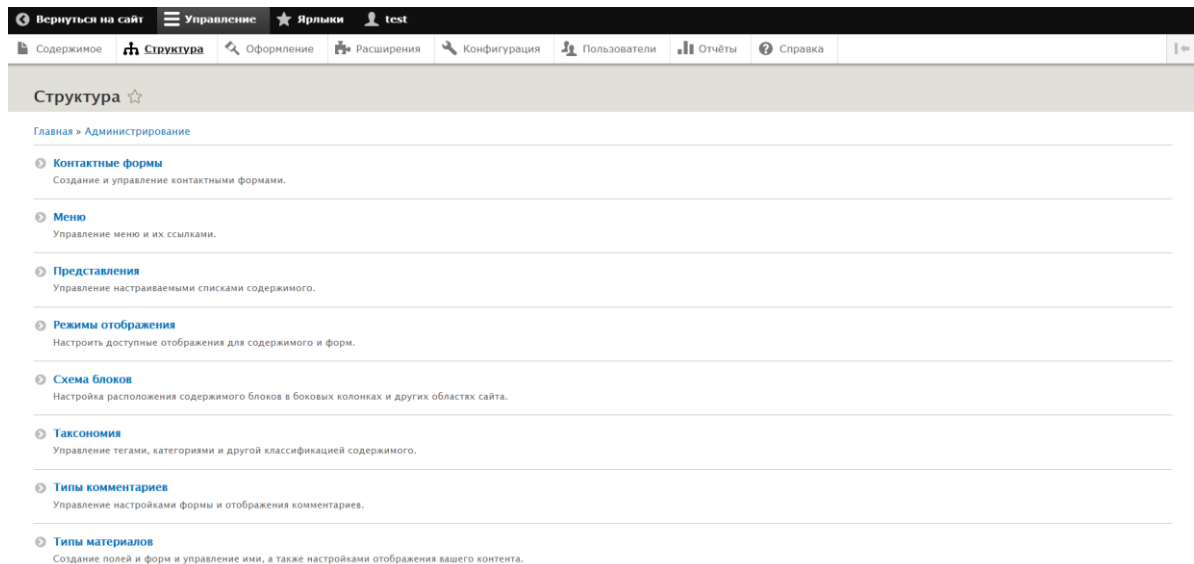 Вернуться на сайт Управление Ярлыки test
Содержимое Структура Оформление Расширения Конфигурация Пользователи Отчёты Справка
Структура
Главная » Администрирование
Контактные формы
Создание и управление контактными формами.
Меню
Управление меню и их ссылками.
Представления
Управление настраиваемыми списками содержимого.
Режимы отображения
Настроить доступные отображения для содержимого и форм.
Схема блоков
Настройка расположения содержимого блоков в боковых колонках и других областях сайта.
Таксономия
Управление тегами, категориями и другой классификацией содержимого.
Типы комментариев
Управление настройками формы и отображения комментариев.
Типы материалов
Создание полей и форм и управление ими, а также настройками отображения вашего контента.